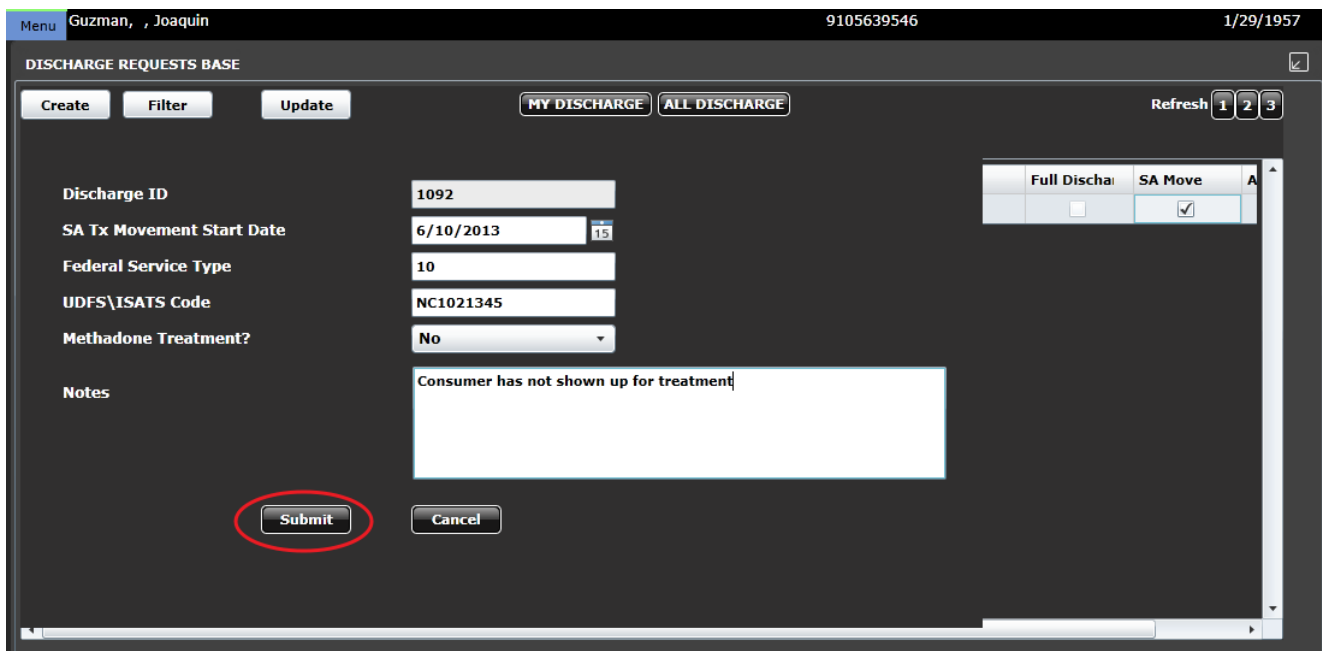 Menu Guzman, , Joaquin 9105639546 1/29/1957
DISCHARGE REQUESTS BASE
Create Filter Update MY DISCHARGE ALL DISCHARGE Refresh 1 2 3
Full Dischar SA Move A
Discharge ID 1092
SA Tx Movement Start Date 6/10/2013 15
Federal Service Type 10
UDFS\ISATS Code NC1021345
Methadone Treatment? No
Notes Consumer has not shown up for treatment
Submit Cancel